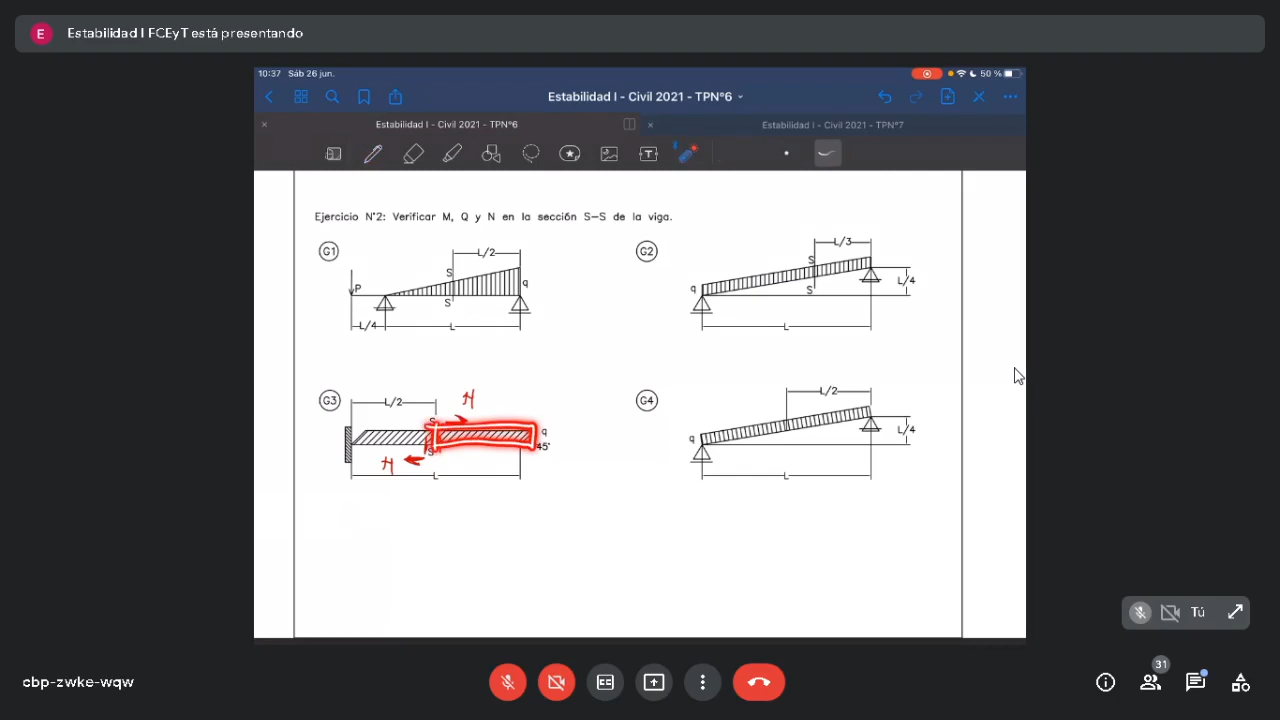 E Estabilidad I FCEyT está presentando
10:37 Sáb 26 jun. 50 %
Estabilidad I - Civil 2021 - TPN°6
Estabilidad I - Civil 2021 - TPN°6 Estabilidad I - Civil 2021 - TPN°7
T
Ejercicio N°2: Verificar M, Q y N en la sección S-S de la viga.
G1 L/2 S P q S L/4 L
G2 L/3 S q S L/4 L
G3 L/2 N S q 45° N S L
G4 L/2 q L/4 L
Tú
cbp-zwke-wqw
31